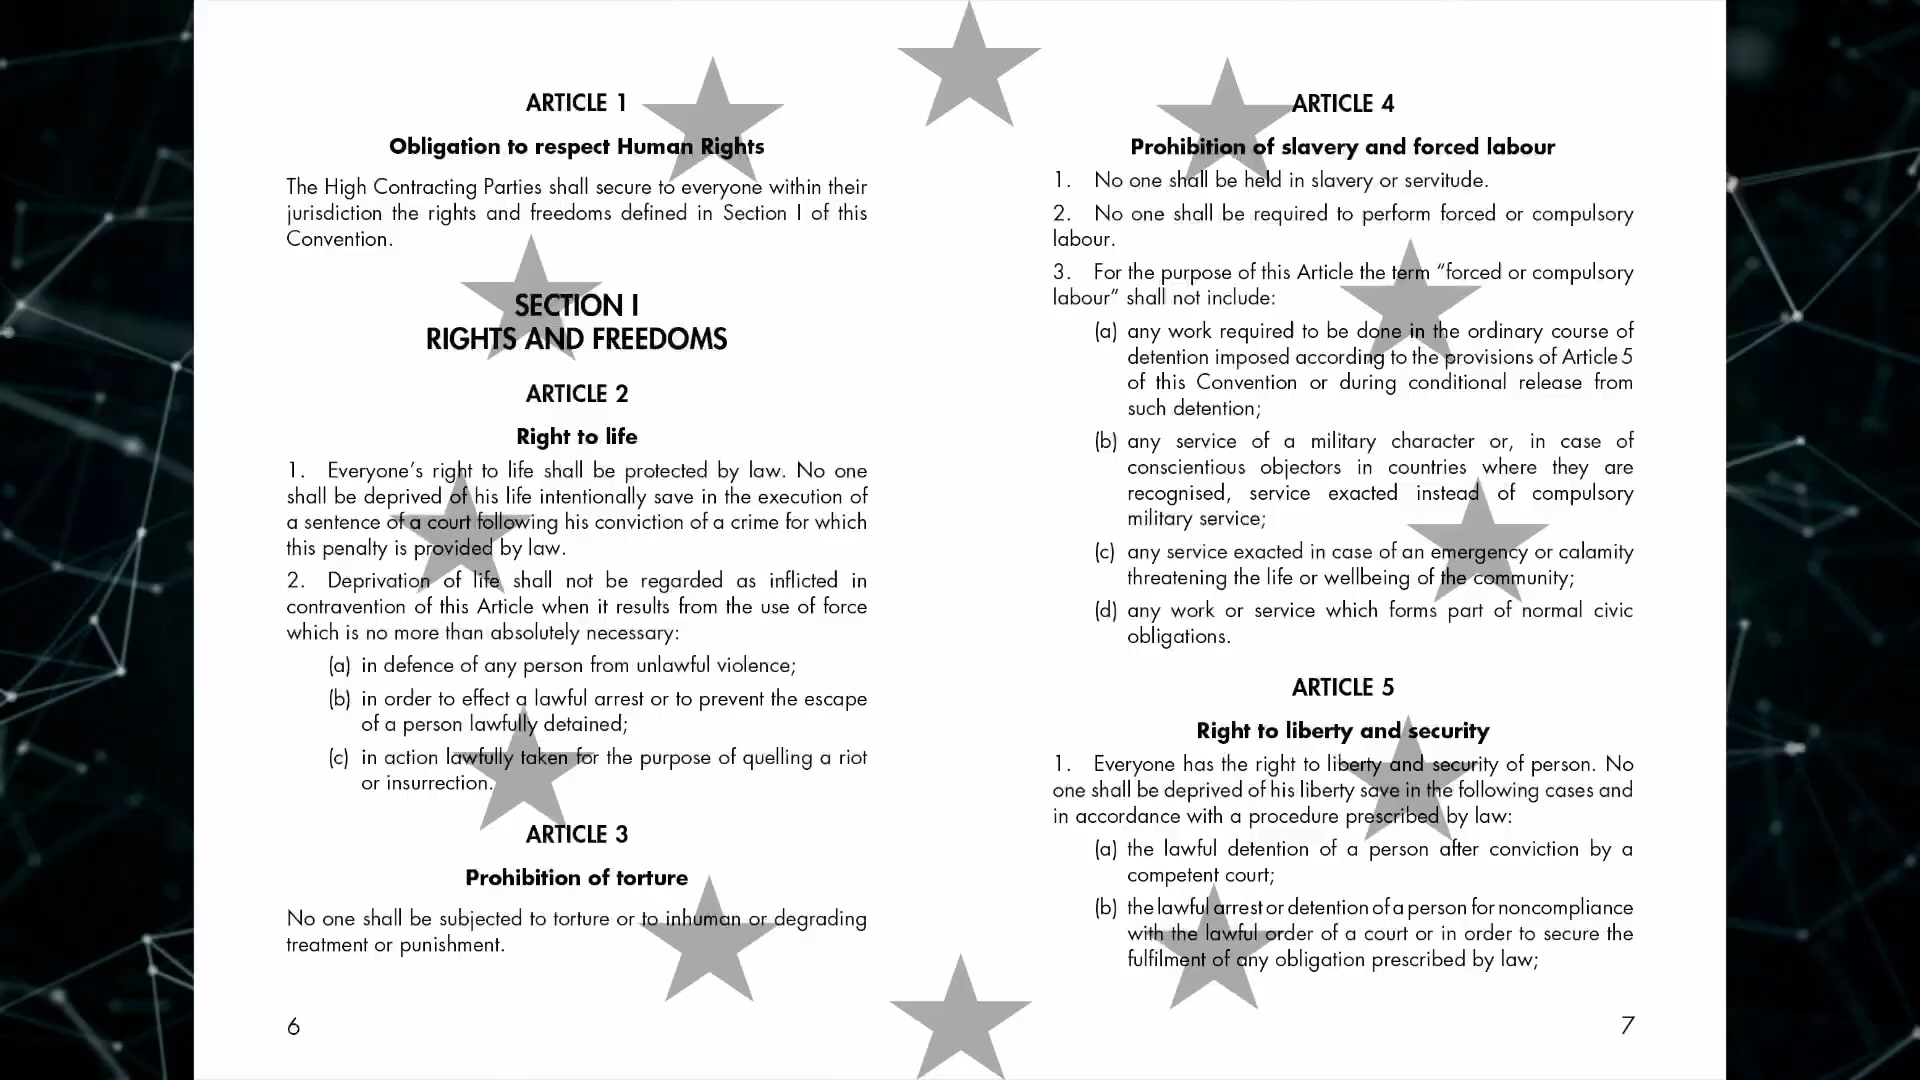 ARTICLE 1
Obligation to respect Human Rights
The High Contracting Parties shall secure to everyone within their
jurisdiction the rights and freedoms defined in Section I of this
Convention.
SECTION I
RIGHTS AND FREEDOMS
ARTICLE 2
Right to life
1. Everyone's right to life shall be protected by law. No one
shall be deprived of his life intentionally save in the execution of
a sentence of a court following his conviction of a crime for which
this penalty is provided by law.
2. Deprivation of life shall not be regarded as inflicted in
contravention of this Article when it results from the use of force
which is no more than absolutely necessary:
(a) in defence of any person from unlawful violence;
(b) in order to effect a lawful arrest or to prevent the escape
of a person lawfully detained;
(c) in action lawfully taken for the purpose of quelling a riot
or insurrection.
ARTICLE 3
Prohibition of torture
No one shall be subjected to torture or to inhuman or degrading
treatment or punishment.
6
ARTICLE 4
Prohibition of slavery and forced labour
1. No one shall be held in slavery or servitude.
2. No one shall be required to perform forced or compulsory
labour.
3. For the purpose of this Article the term “forced or compulsory
labour” shall not include:
(a) any work required to be done in the ordinary course of
detention imposed according to the provisions of Article 5
of this Convention or during conditional release from
such detention;
(b) any service of a military character or, in case of
conscientious objectors in countries where they are
recognised, service exacted instead of compulsory
military service;
(c) any service exacted in case of an emergency or calamity
threatening the life or wellbeing of the community;
(d) any work or service which forms part of normal civic
obligations.
ARTICLE 5
Right to liberty and security
1. Everyone has the right to liberty and security of person. No
one shall be deprived of his liberty save in the following cases and
in accordance with a procedure prescribed by law:
(a) the lawful detention of a person after conviction by a
competent court;
(b) the lawful arrest or detention of a person for noncompliance
with the lawful order of a court or in order to secure the
fulfilment of any obligation prescribed by law;
7